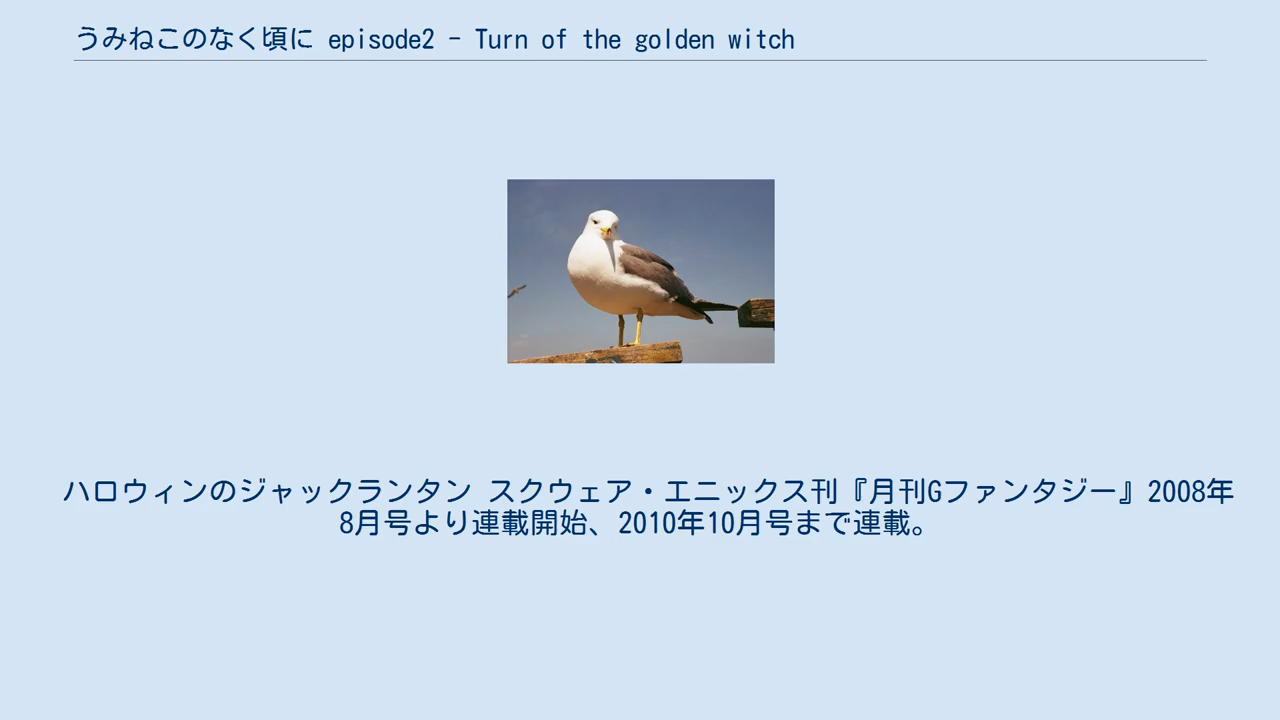 うみねこのなく頃に episode2 - Turn of the golden witch
ハロウィンのジャックランタン スクウェア・エニックス刊『月刊Gファンタジー』2008年
8月号より連載開始、2010年10月号まで連載。